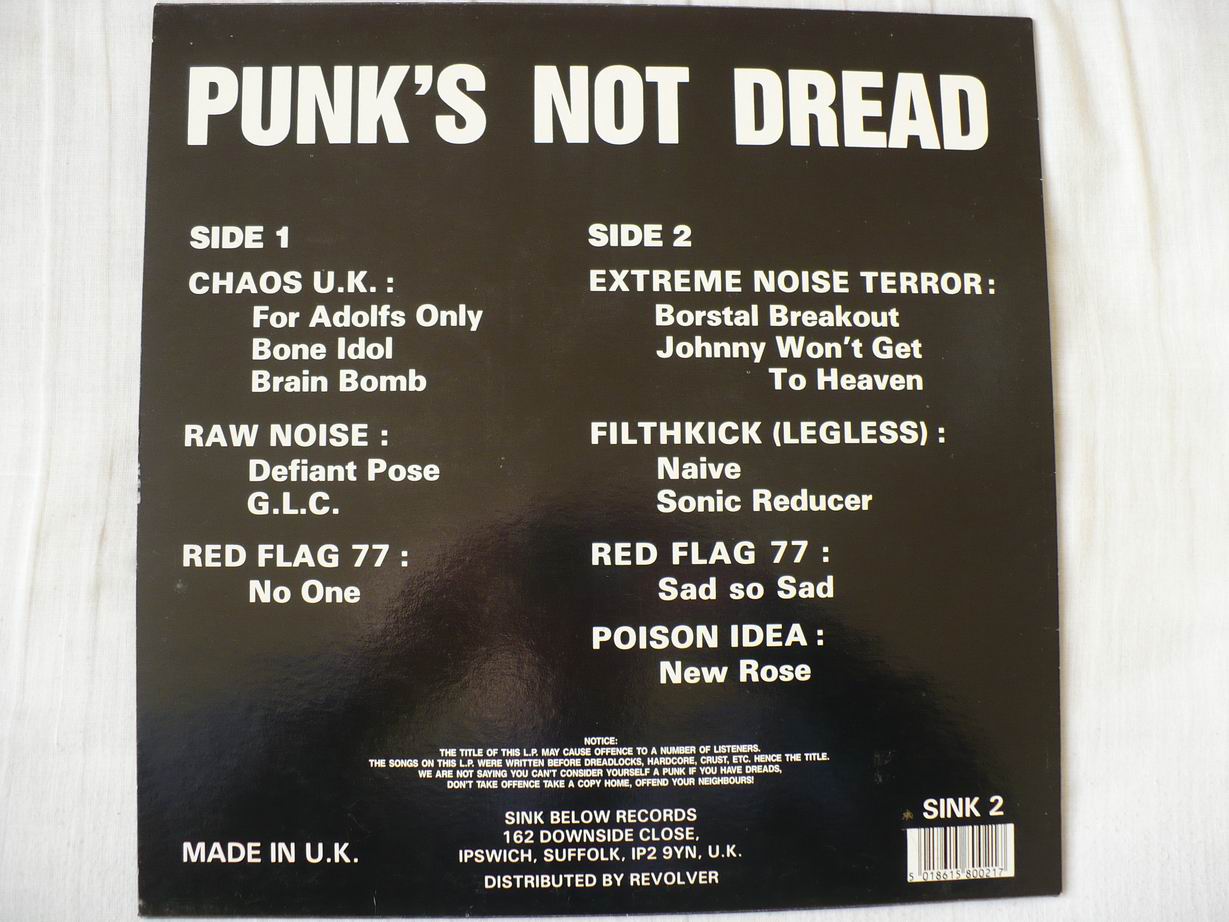 PUNK'S NOT DREAD
SIDE 1
CHAOS U.K. :
For Adolfs Only
Bone Idol
Brain Bomb
RAW NOISE :
Defiant Pose
G.L.C.
RED FLAG 77 :
No One
SIDE 2
EXTREME NOISE TERROR :
Borstal Breakout
Johnny Won't Get
To Heaven
FILTHKICK (LEGLESS) :
Naive
Sonic Reducer
RED FLAG 77 :
Sad so Sad
POISON IDEA :
New Rose
NOTICE:
THE TITLE OF THIS L.P. MAY CAUSE OFFENCE TO A NUMBER OF LISTENERS.
THE SONGS ON THIS L.P. WERE WRITTEN BEFORE DREADLOCKS, HARDCORE, CRUST, ETC. HENCE THE TITLE.
WE ARE NOT SAYING YOU CAN'T CONSIDER YOURSELF A PUNK IF YOU HAVE DREADS,
DON'T TAKE OFFENCE TAKE A COPY HOME, OFFEND YOUR NEIGHBOURS!
SINK BELOW RECORDS
162 DOWNSIDE CLOSE,
IPSWICH, SUFFOLK, IP2 9YN, U.K.
DISTRIBUTED BY REVOLVER
MADE IN U.K.
SINK 2
5 018615 800217